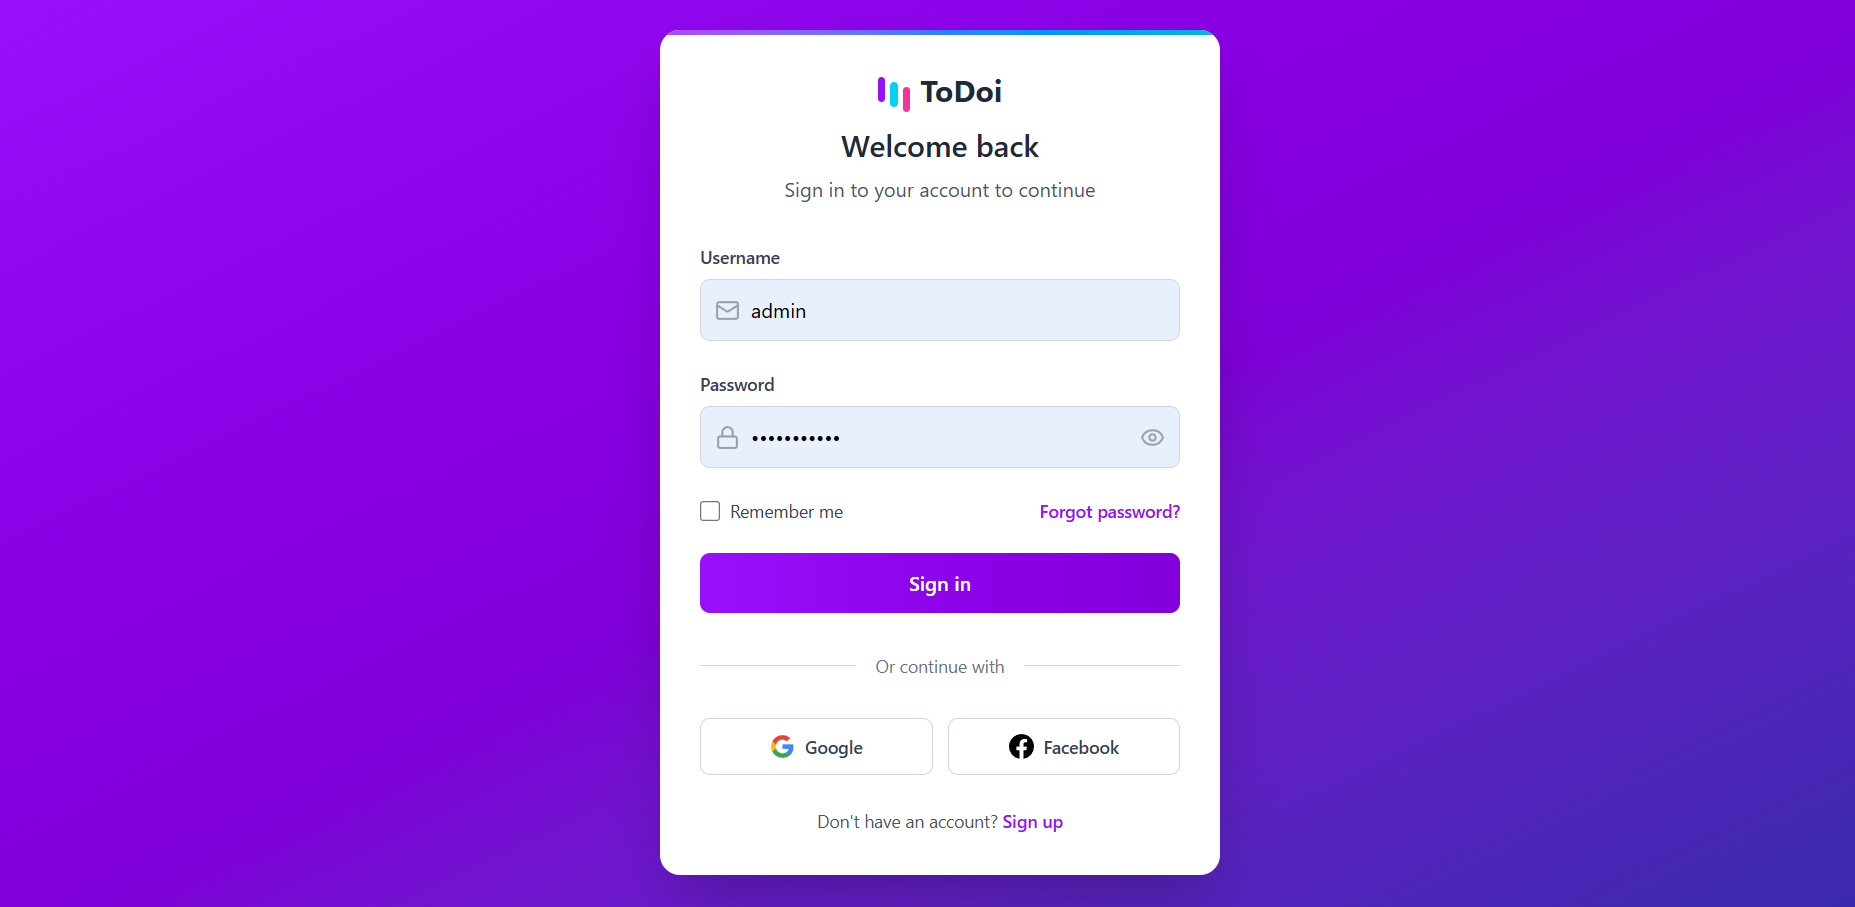 ToDoi
Welcome back
Sign in to your account to continue
Username
admin
Password
•••••••••••
Remember me
Forgot password?
Sign in
Or continue with
Google
Facebook
Don't have an account? Sign up